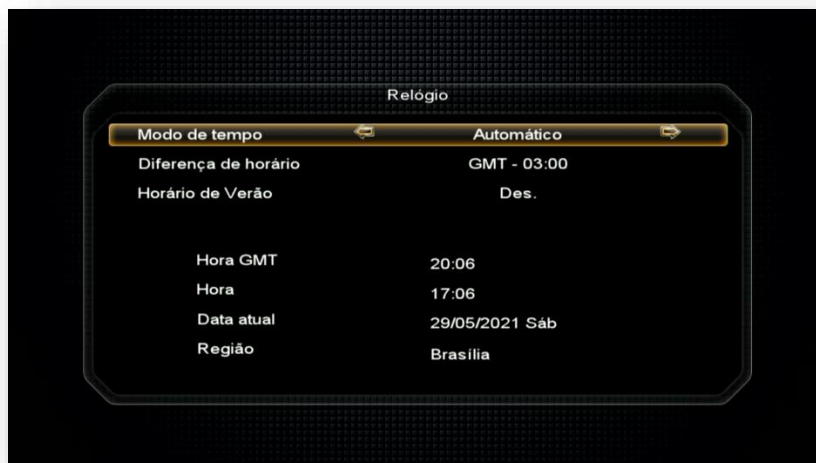 Relógio
Modo de tempo Automático
Diferença de horário GMT - 03:00
Horário de Verão Des.
Hora GMT 20:06
Hora 17:06
Data atual 29/05/2021 Sáb
Região Brasília